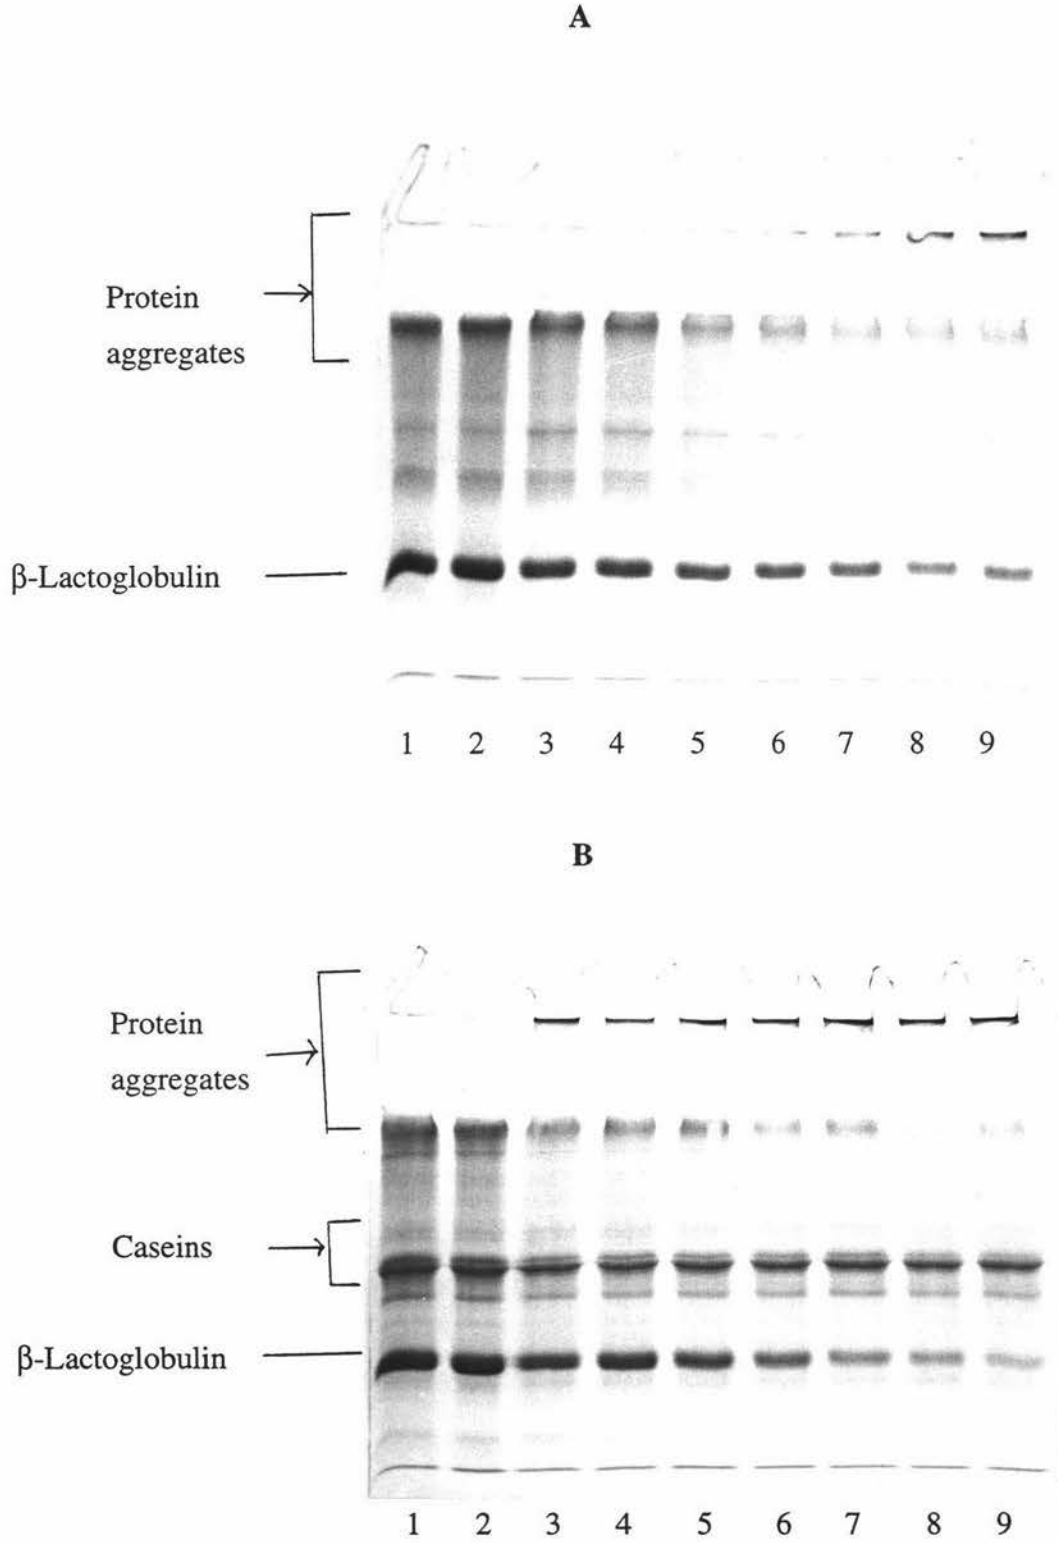 A
Protein
aggregates
β-Lactoglobulin
1 2 3 4 5 6 7 8 9
B
Protein
aggregates
Caseins
β-Lactoglobulin
1 2 3 4 5 6 7 8 9